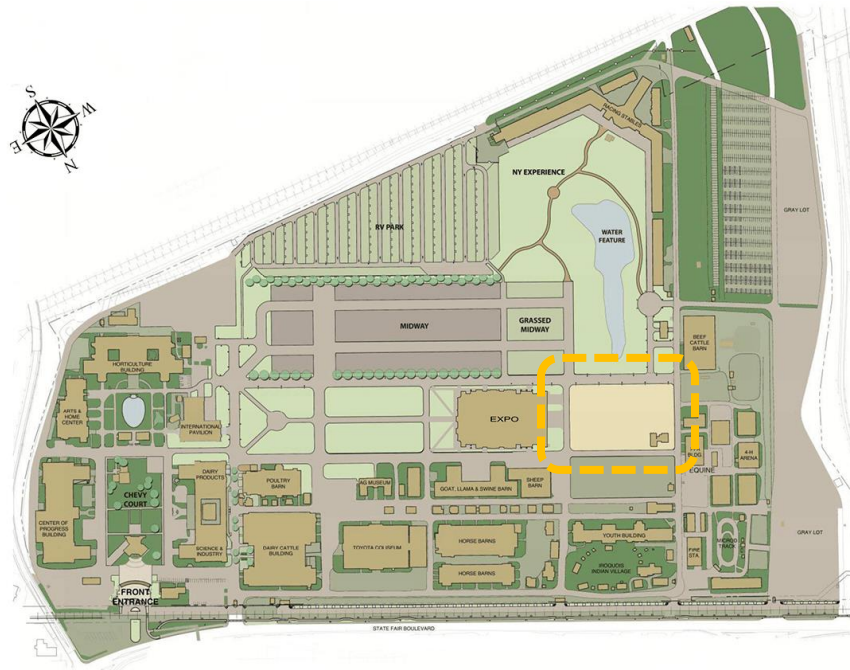 S
W
E
N
RACING STABLES
NY EXPERIENCE
GRAY LOT
RV PARK
WATER
FEATURE
MIDWAY
GRASSED
MIDWAY
BEEF
CATTLE
BARN
HORTICULTURE
BUILDING
ARTS &
HOME
CENTER
INTERNATIONAL
PAVILION
EXPO
BLDG
4-H
ARENA
EQUINE
DAIRY
PRODUCTS
POULTRY
BARN
AG MUSEUM
GOAT, LLAMA & SWINE BARN
SHEEP
BARN
CHEVY
COURT
CENTER OF
PROGRESS
BUILDING
SCIENCE &
INDUSTRY
DAIRY CATTLE
BUILDING
TOYOTA COLISEUM
HORSE BARNS
HORSE BARNS
YOUTH BUILDING
IROQUOIS
INDIAN VILLAGE
FIRE
STA
TRACK
GRAY LOT
FRONT
ENTRANCE
STATE FAIR BOULEVARD